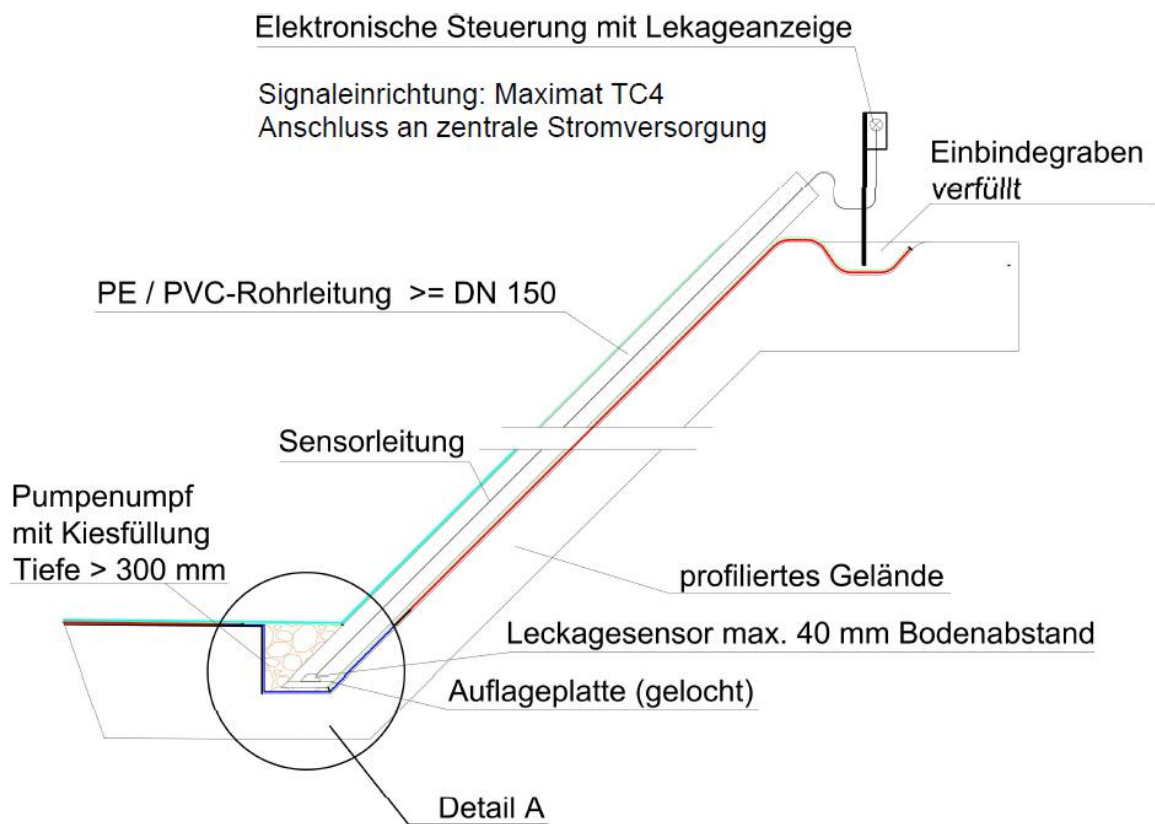 Elektronische Steuerung mit Lekageanzeige
Signaleinrichtung: Maximat TC4
Anschluss an zentrale Stromversorgung
Einbindegraben
verfüllt
PE / PVC-Rohrleitung  >= DN 150
Sensorleitung
Pumpenumpf
mit Kiesfüllung
Tiefe > 300 mm
profiliertes Gelände
Leckagesensor max. 40 mm Bodenabstand
Auflageplatte (gelocht)
Detail A